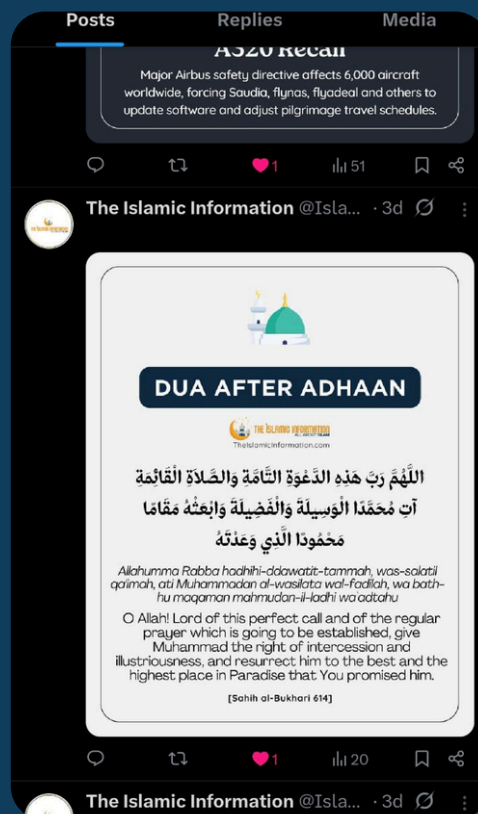 Posts Replies Media
A320 Recall
Major Airbus safety directive affects 6,000 aircraft
worldwide, forcing Saudia, flynas, flyadeal and others to
update software and adjust pilgrimage travel schedules.
1 51
The Islamic Information @Isla... · 3d
DUA AFTER ADHAAN
THE ISLAMIC INFORMATION
TheIslamicInformation.com
اللَّهُمَّ رَبَّ هَذِهِ الدَّعْوَةِ التَّامَّةِ وَالصَّلاَةِ الْقَائِمَةِ
آتِ مُحَمَّدًا الْوَسِيلَةَ وَالْفَضِيلَةَ وَابْعَثْهُ مَقَامًا
مَحْمُودًا الَّذِي وَعَدْتَهُ
Allahumma Rabba hadhihi-ddawatit-tammah, was-salatil
qa'imah, ati Muhammadan al-wasilata wal-fadilah, wa bath-
hu maqaman mahmudan-il-ladhi wa'adtahu
O Allah! Lord of this perfect call and of the regular
prayer which is going to be established, give
Muhammad the right of intercession and
illustriousness, and resurrect him to the best and the
highest place in Paradise that You promised him.
[Sahih al-Bukhari 614]
1 20
The Islamic Information @Isla... · 3d